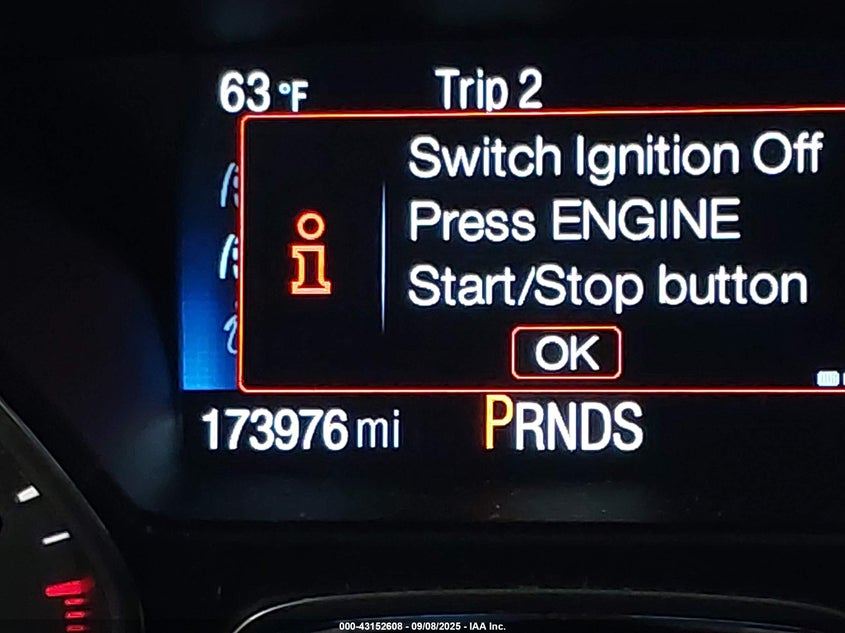 63 °F Trip 2
Switch Ignition Off
Press ENGINE
Start/Stop button
OK
173976 mi PRNDS
000-43152608 - 09/08/2025 - IAA Inc.